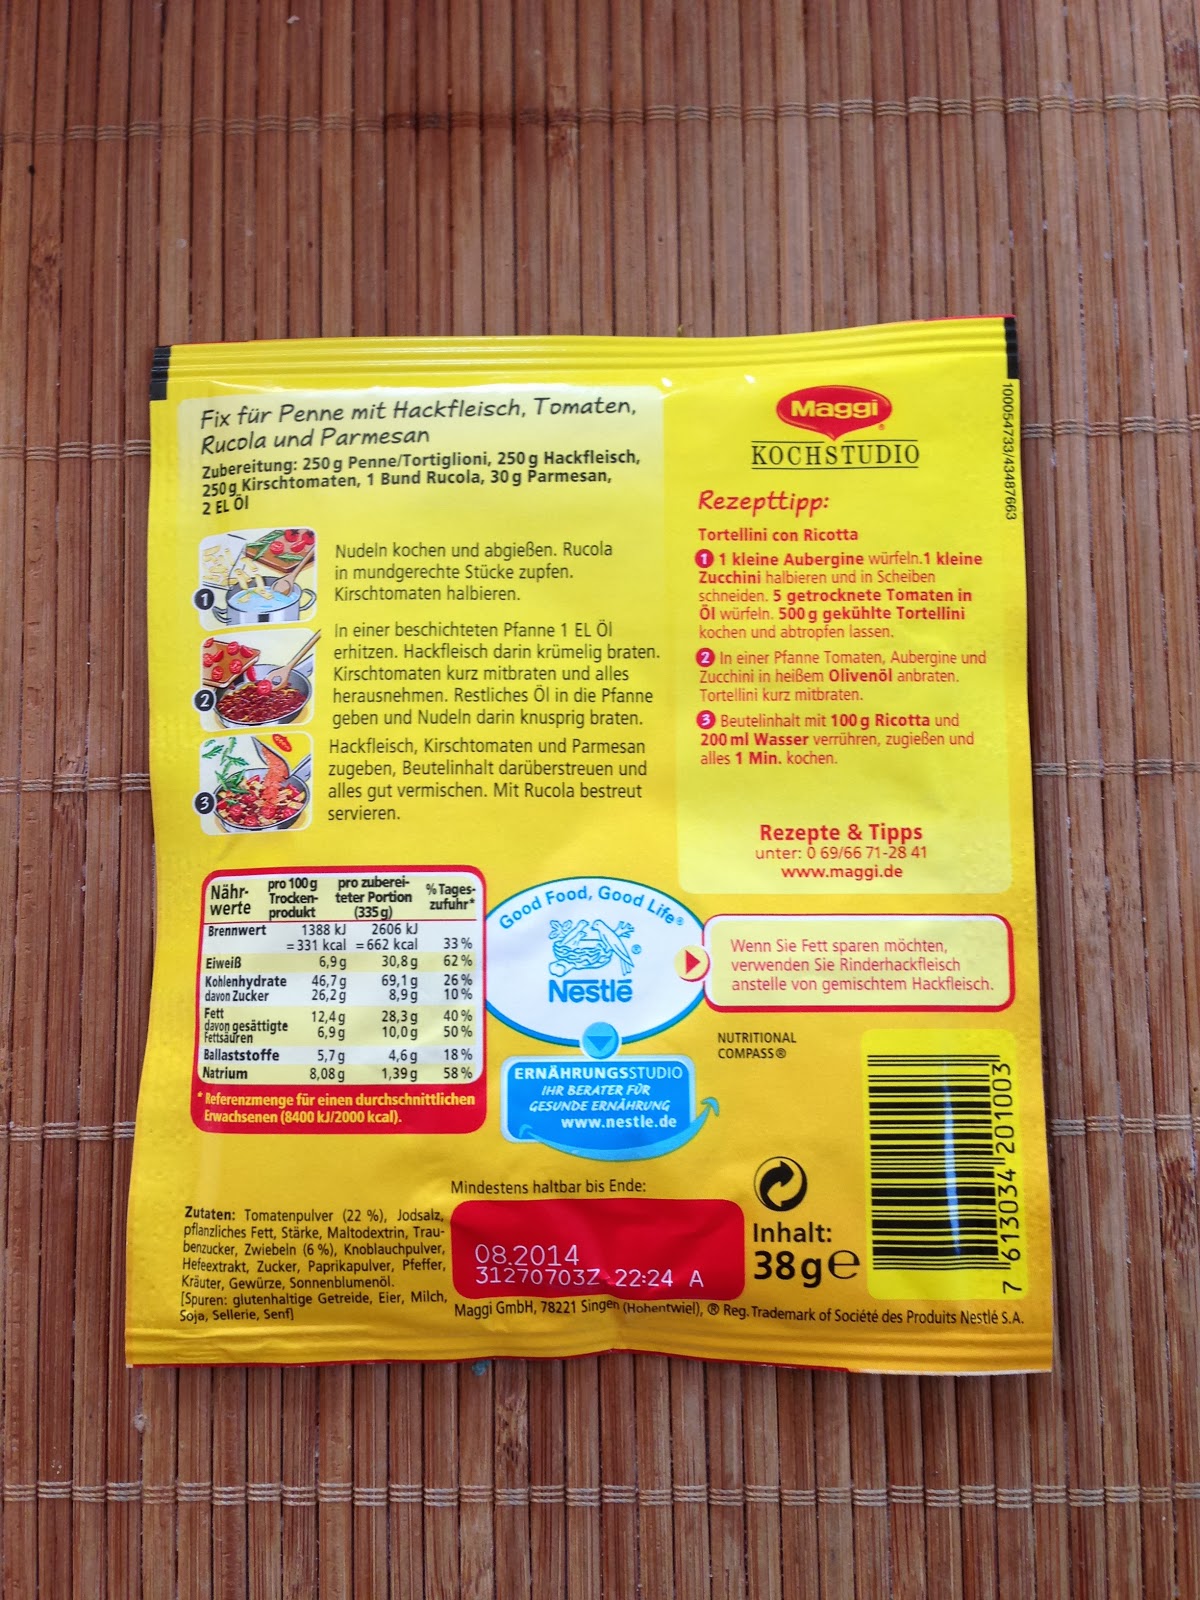 Fix für Penne mit Hackfleisch, Tomaten,
Rucola und Parmesan
Zubereitung: 250 g Penne/Tortiglioni, 250 g Hackfleisch,
250 g Kirschtomaten, 1 Bund Rucola, 30 g Parmesan,
2 EL Öl
1
Nudeln kochen und abgießen. Rucola
in mundgerechte Stücke zupfen.
Kirschtomaten halbieren.
2
In einer beschichteten Pfanne 1 EL Öl
erhitzen. Hackfleisch darin krümelig braten.
Kirschtomaten kurz mitbraten und alles
herausnehmen. Restliches Öl in die Pfanne
geben und Nudeln darin knusprig braten.
3
Hackfleisch, Kirschtomaten und Parmesan
zugeben, Beutelinhalt darüberstreuen und
alles gut vermischen. Mit Rucola bestreut
servieren.
Maggi
®
KOCHSTUDIO
100054733/43487663
Rezepttipp:
Tortellini con Ricotta
1 1 kleine Aubergine würfeln.1 kleine
Zucchini halbieren und in Scheiben
schneiden. 5 getrocknete Tomaten in
Öl würfeln. 500 g gekühlte Tortellini
kochen und abtropfen lassen.
2 In einer Pfanne Tomaten, Aubergine und
Zucchini in heißem Olivenöl anbraten.
Tortellini kurz mitbraten.
3 Beutelinhalt mit 100 g Ricotta und
200 ml Wasser verrühren, zugießen und
alles 1 Min. kochen.
Rezepte & Tipps
unter: 0 69/66 71-28 41
www.maggi.de
Nähr-
werte
pro 100 g
Trocken-
produkt
pro zuberei-
teter Portion
(335 g)
% Tages-
zufuhr*
Brennwert 1388 kJ 2606 kJ
= 331 kcal = 662 kcal 33 %
Eiweiß 6,9 g 30,8 g 62 %
Kohlenhydrate 46,7 g 69,1 g 26 %
davon Zucker 26,2 g 8,9 g 10 %
Fett 12,4 g 28,3 g 40 %
davon gesättigte
Fettsäuren 6,9 g 10,0 g 50 %
Ballaststoffe 5,7 g 4,6 g 18 %
Natrium 8,08 g 1,39 g 58 %
* Referenzmenge für einen durchschnittlichen
Erwachsenen (8400 kJ/2000 kcal).
Good Food, Good Life®
®
Nestlé
ERNÄHRUNGSSTUDIO
IHR BERATER FÜR
GESUNDE ERNÄHRUNG
www.nestle.de
Wenn Sie Fett sparen möchten,
verwenden Sie Rinderhackfleisch
anstelle von gemischtem Hackfleisch.
NUTRITIONAL
COMPASS®
7 613034 201003
Zutaten: Tomatenpulver (22 %), Jodsalz,
pflanzliches Fett, Stärke, Maltodextrin, Trau-
benzucker, Zwiebeln (6 %), Knoblauchpulver,
Hefeextrakt, Zucker, Paprikapulver, Pfeffer,
Kräuter, Gewürze, Sonnenblumenöl.
[Spuren: glutenhaltige Getreide, Eier, Milch,
Soja, Sellerie, Senf]
Mindestens haltbar bis Ende:
08.2014
31270703Z 22:24 A
Inhalt:
38 g e
Maggi GmbH, 78221 Singen (Hohentwiel), ® Reg. Trademark of Société des Produits Nestlé S.A.